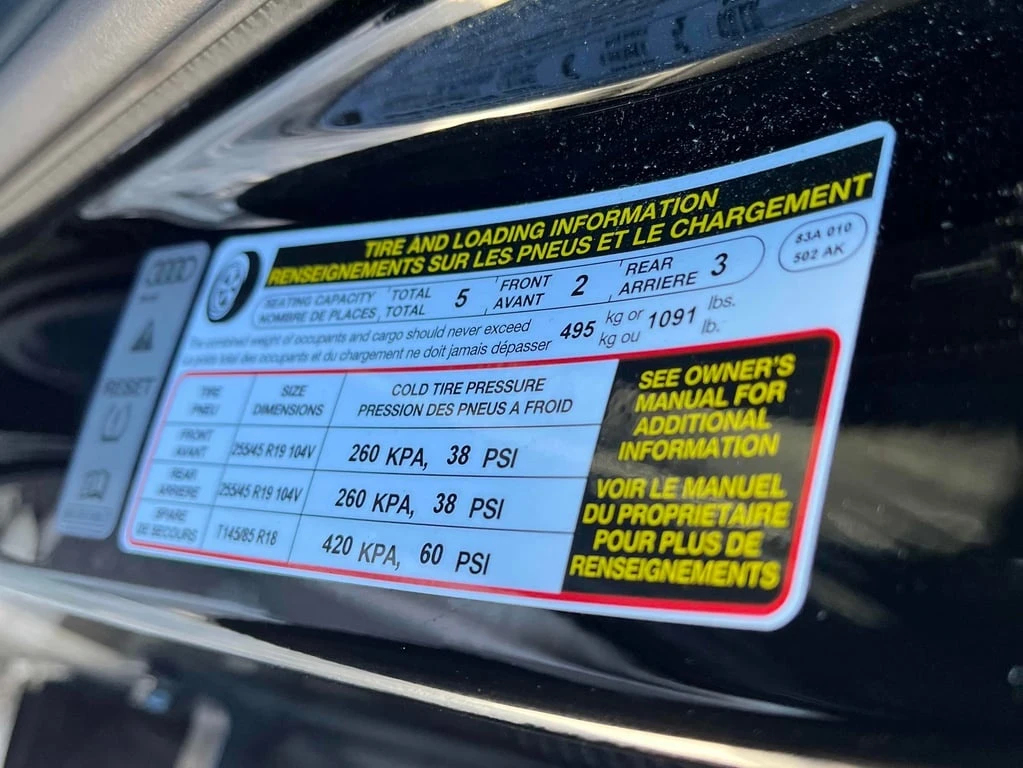 TIRE AND LOADING INFORMATION
RENSEIGNEMENTS SUR LES PNEUS ET LE CHARGEMENT
SEATING CAPACITY TOTAL 5 FRONT 2 REAR 3
NOMBRE DE PLACES TOTAL AVANT ARRIERE
83A 010
502 AK
The combined weight of occupants and cargo should never exceed 495 kg or 1091 lbs.
Le poids total des occupants et du chargement ne doit jamais dépasser kg ou lb.
RESET
TIRE SIZE COLD TIRE PRESSURE
PNEU DIMENSIONS PRESSION DES PNEUS A FROID
FRONT
AVANT 255/45 R19 104V 260 KPA, 38 PSI
REAR
ARRIERE 255/45 R19 104V 260 KPA, 38 PSI
SPARE
DE SECOURS T145/85 R18 420 KPA, 60 PSI
SEE OWNER'S
MANUAL FOR
ADDITIONAL
INFORMATION
VOIR LE MANUEL
DU PROPRIETAIRE
POUR PLUS DE
RENSEIGNEMENTS